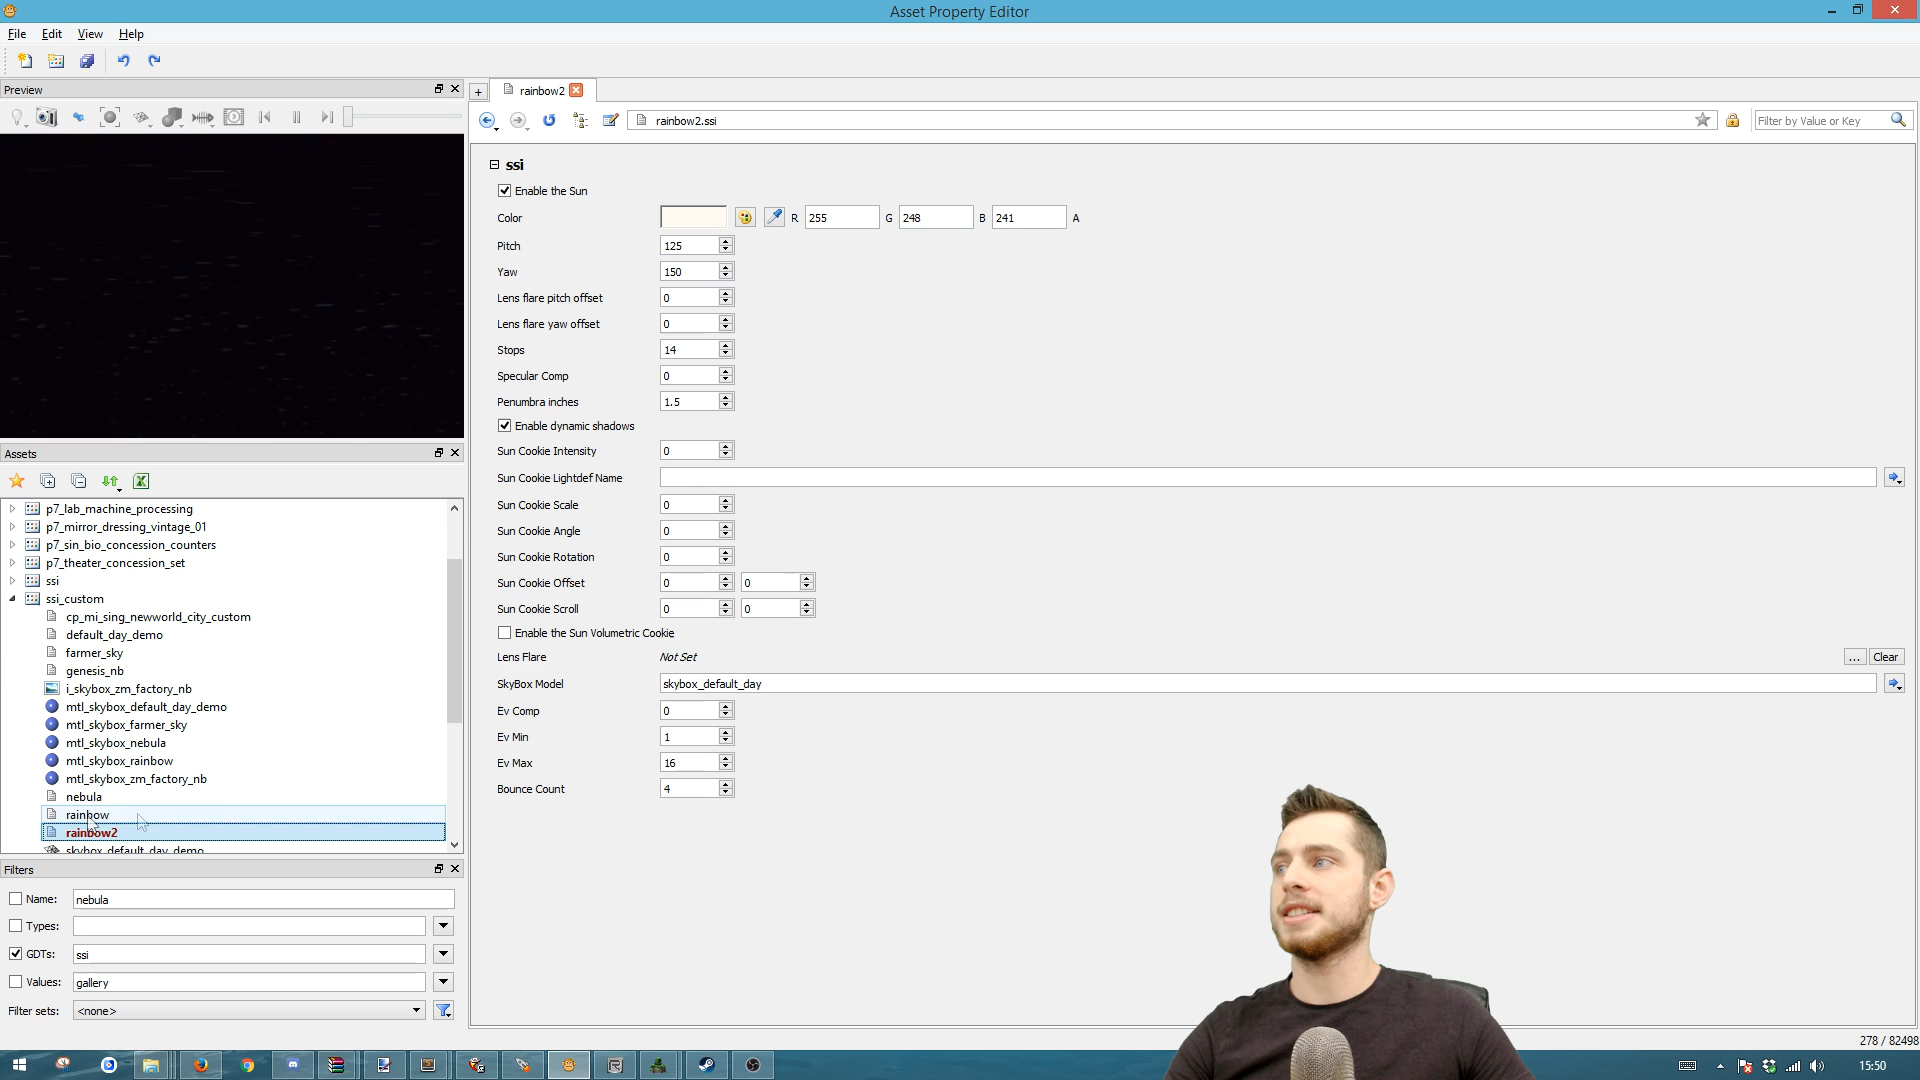 Asset Property Editor
File Edit View Help
Preview
rainbow2
rainbow2.ssi
Filter by Value or Key
ssi
Enable the Sun
Color R 255 G 248 B 241 A
Pitch 125
Yaw 150
Lens flare pitch offset 0
Lens flare yaw offset 0
Stops 14
Specular Comp 0
Penumbra inches 1.5
Enable dynamic shadows
Sun Cookie Intensity 0
Sun Cookie Lightdef Name
Sun Cookie Scale 0
Sun Cookie Angle 0
Sun Cookie Rotation 0
Sun Cookie Offset 0 0
Sun Cookie Scroll 0 0
Enable the Sun Volumetric Cookie
Lens Flare Not Set ... Clear
SkyBox Model skybox_default_day
Ev Comp 0
Ev Min 1
Ev Max 16
Bounce Count 4
Assets
p7_lab_machine_processing
p7_mirror_dressing_vintage_01
p7_sin_bio_concession_counters
p7_theater_concession_set
ssi
ssi_custom
cp_mi_sing_newworld_city_custom
default_day_demo
farmer_sky
genesis_nb
i_skybox_zm_factory_nb
mtl_skybox_default_day_demo
mtl_skybox_farmer_sky
mtl_skybox_nebula
mtl_skybox_rainbow
mtl_skybox_zm_factory_nb
nebula
rainbow
rainbow2
skybox_default_day_demo
Filters
Name: nebula
Types:
GDTs: ssi
Values: gallery
Filter sets: <none>
278 / 82498
15:50